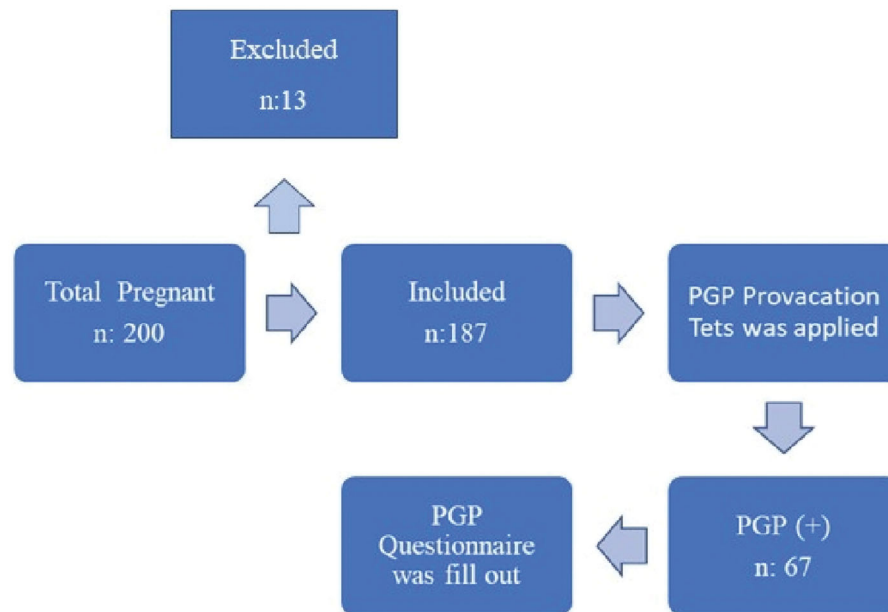 Excluded
n:13
Total Pregnant
n: 200
Included
n:187
PGP Provacation
Tets was applied
PGP (+)
n: 67
PGP
Questionnaire
was fill out